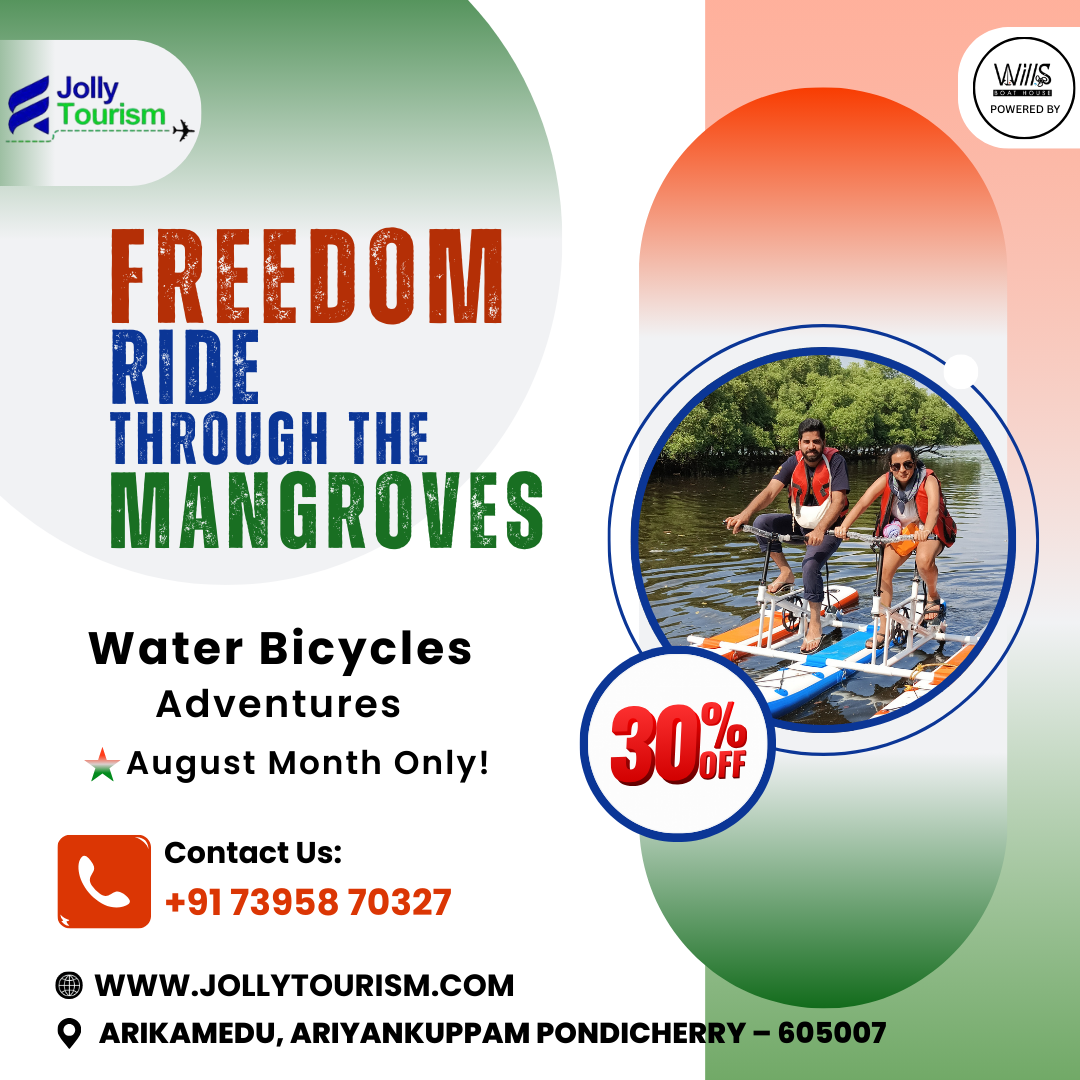 Jolly
Tourism
Wills
BOAT HOUSE
POWERED BY
FREEDOM
RIDE
THROUGH THE
MANGROVES
Water Bicycles
Adventures
August Month Only!
30% OFF
Contact Us:
+91 73958 70327
WWW.JOLLYTOURISM.COM
ARIKAMEDU, ARIYANKUPPAM PONDICHERRY – 605007